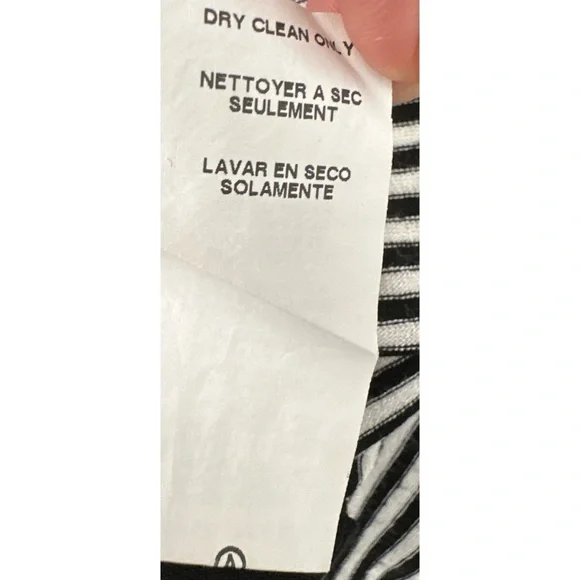 DRY CLEAN ONLY
NETTOYER A SEC
SEULEMENT
LAVAR EN SECO
SOLAMENTE
A